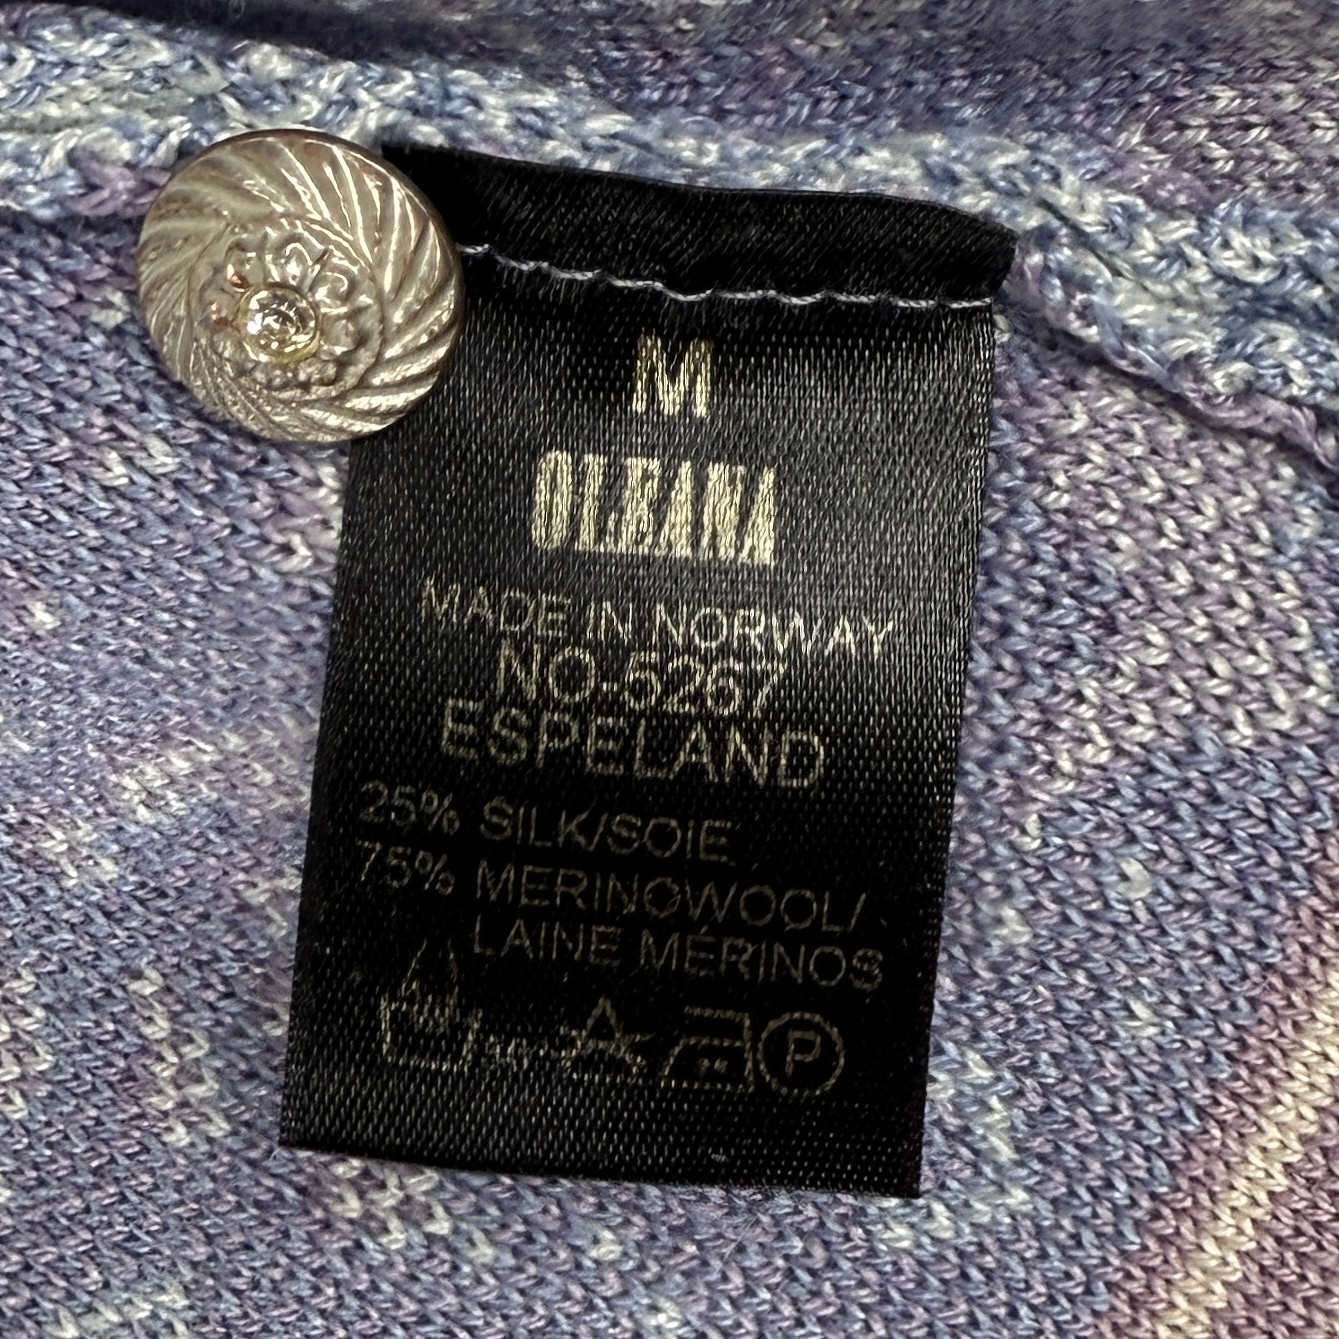 M
OLEANA
MADE IN NORWAY
NO.5267
ESPELAND
25% SILK/SOIE
75% MERINOWOOL/
LAINE MÉRINOS
P